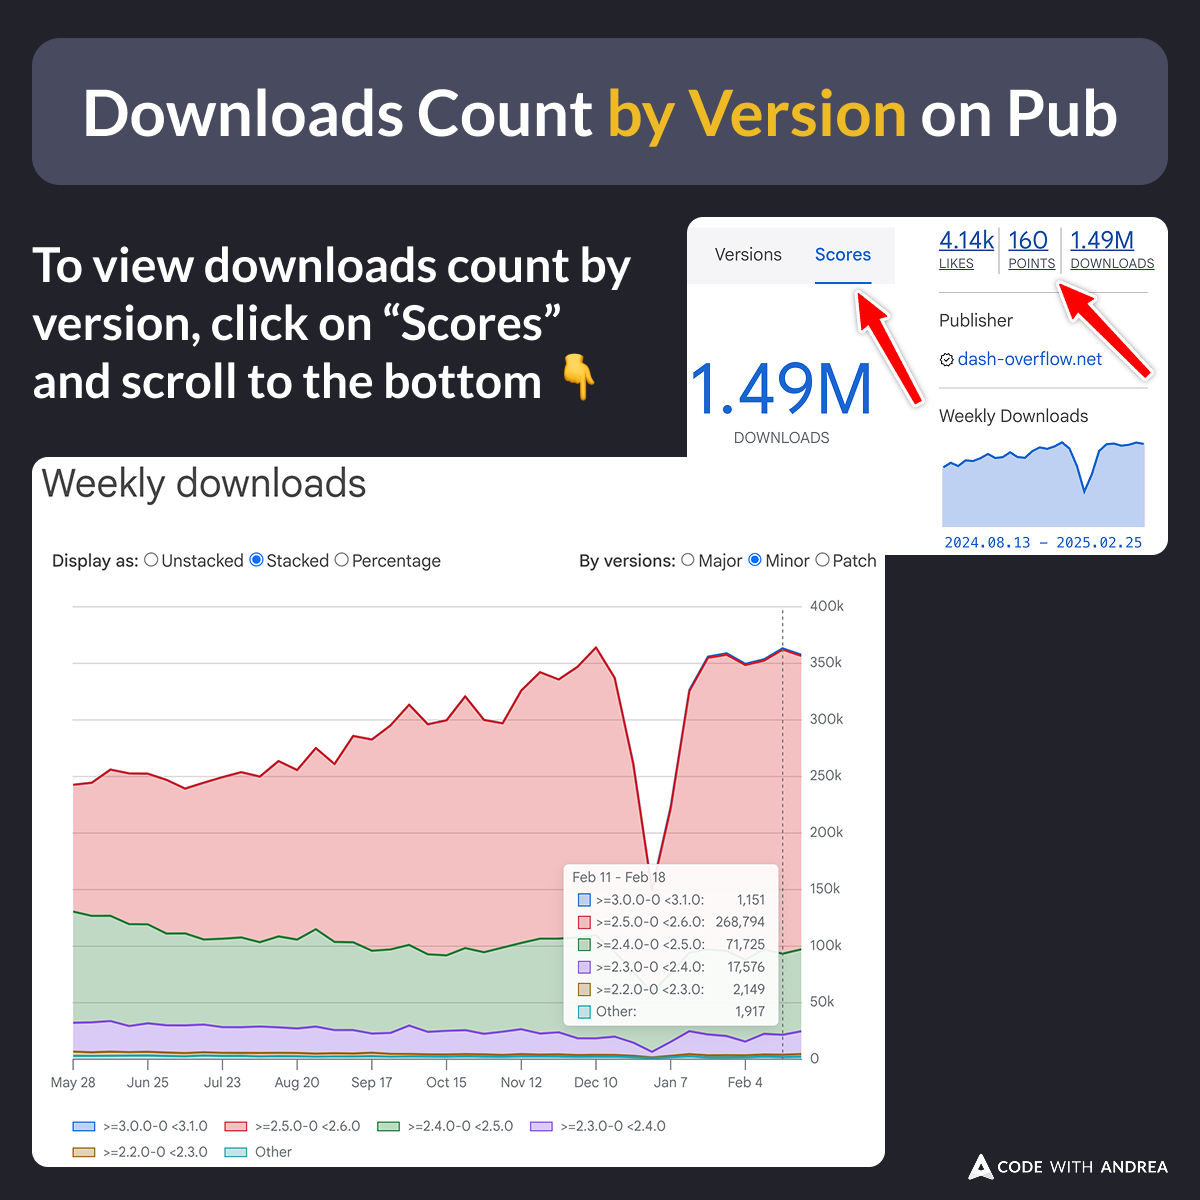 Downloads Count by Version on Pub
To view downloads count by
version, click on “Scores”
and scroll to the bottom 👇
Versions Scores
1.49M
DOWNLOADS
4.14k 160 1.49M
LIKES POINTS DOWNLOADS
Publisher
dash-overflow.net
Weekly Downloads
2024.08.13 - 2025.02.25
Weekly downloads
Display as: Unstacked Stacked Percentage
By versions: Major Minor Patch
400k
350k
300k
250k
200k
150k
100k
50k
0
Feb 11 - Feb 18
>=3.0.0-0 <3.1.0: 1,151
>=2.5.0-0 <2.6.0: 268,794
>=2.4.0-0 <2.5.0: 71,725
>=2.3.0-0 <2.4.0: 17,576
>=2.2.0-0 <2.3.0: 2,149
Other: 1,917
May 28 Jun 25 Jul 23 Aug 20 Sep 17 Oct 15 Nov 12 Dec 10 Jan 7 Feb 4
>=3.0.0-0 <3.1.0 >=2.5.0-0 <2.6.0 >=2.4.0-0 <2.5.0 >=2.3.0-0 <2.4.0
>=2.2.0-0 <2.3.0 Other
CODE WITH ANDREA